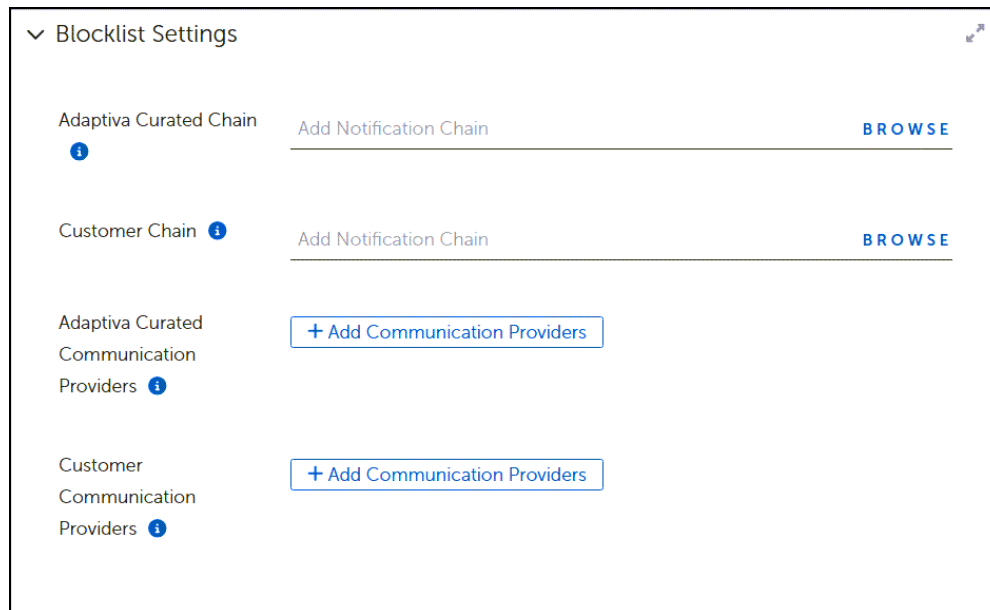 Blocklist Settings
Adaptiva Curated Chain
Add Notification Chain
BROWSE
Customer Chain
Add Notification Chain
BROWSE
Adaptiva Curated
Communication
Providers
+ Add Communication Providers
Customer
Communication
Providers
+ Add Communication Providers